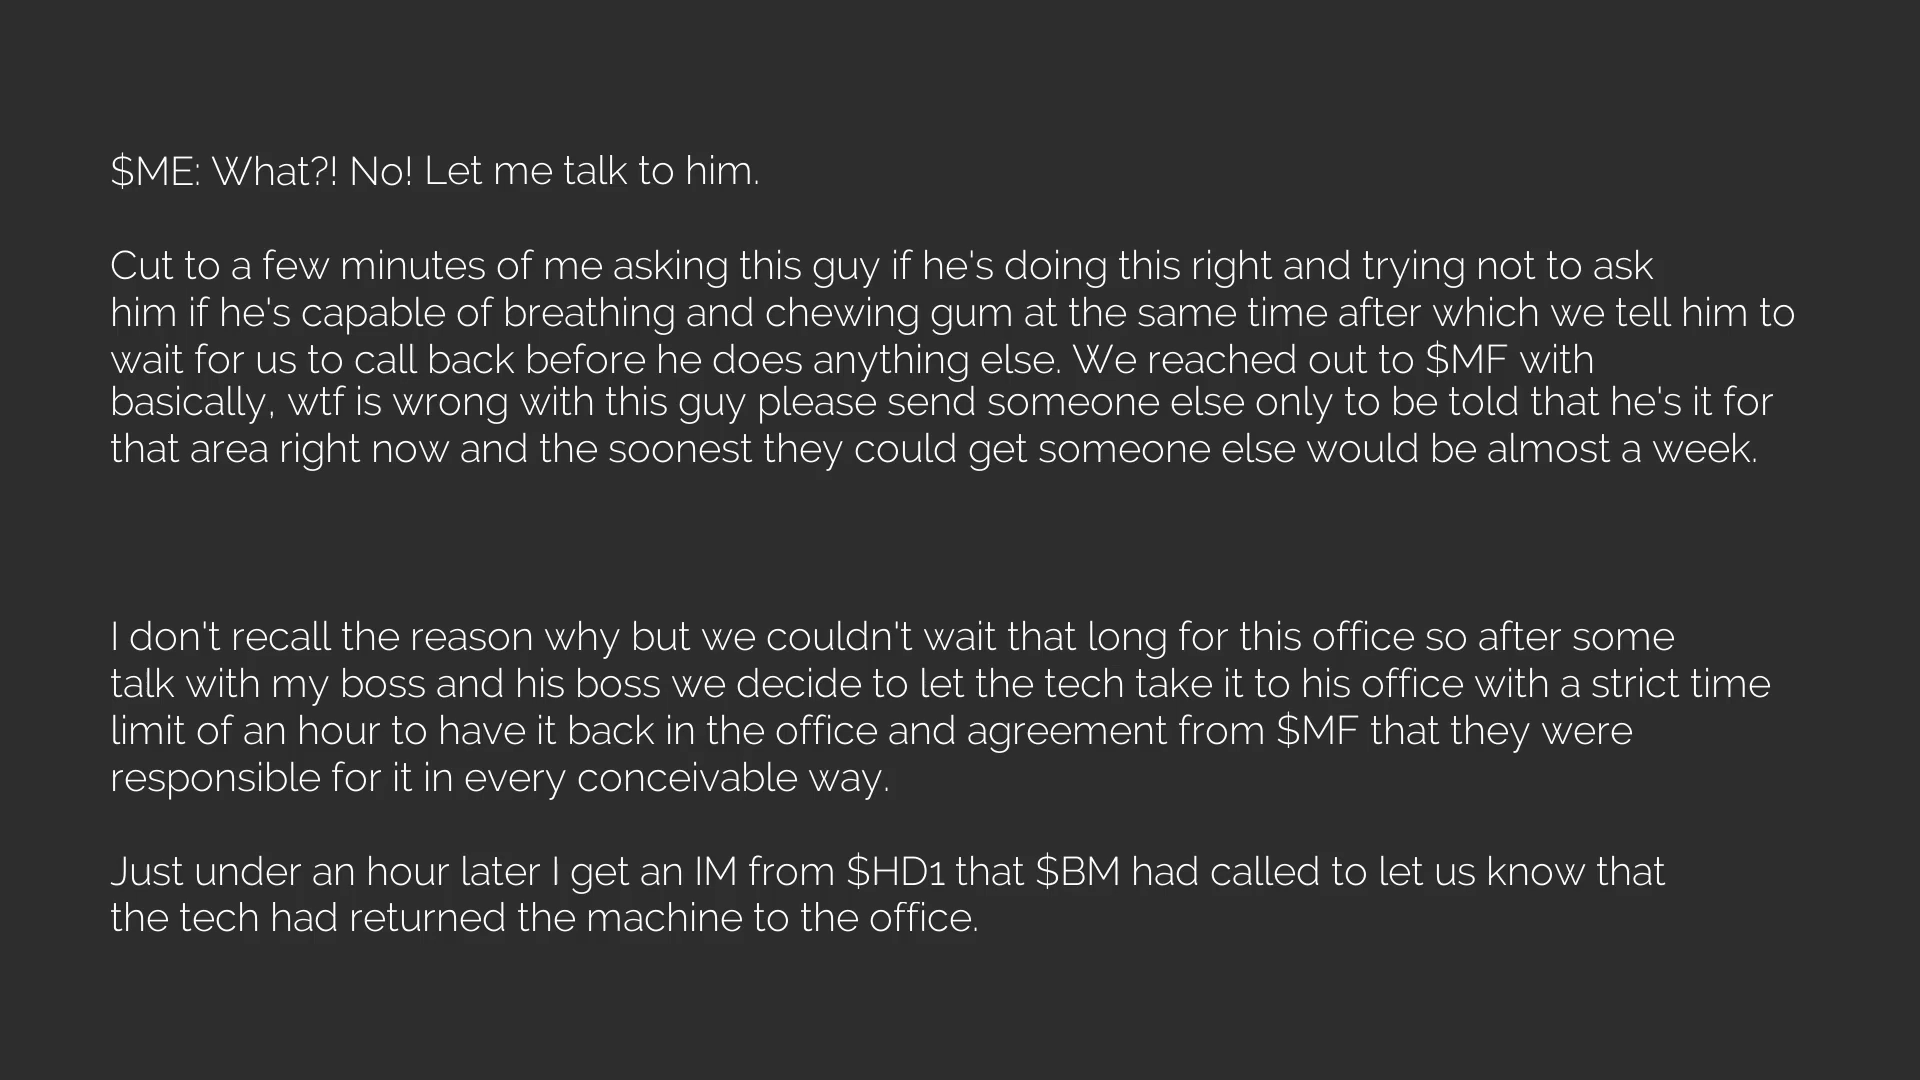 $ME: What?! No! Let me talk to him.
Cut to a few minutes of me asking this guy if he's doing this right and trying not to ask
him if he's capable of breathing and chewing gum at the same time after which we tell him to
wait for us to call back before he does anything else. We reached out to $MF with
basically, wtf is wrong with this guy please send someone else only to be told that he's it for
that area right now and the soonest they could get someone else would be almost a week.
I don't recall the reason why but we couldn't wait that long for this office so after some
talk with my boss and his boss we decide to let the tech take it to his office with a strict time
limit of an hour to have it back in the office and agreement from $MF that they were
responsible for it in every conceivable way.
Just under an hour later I get an IM from $HD1 that $BM had called to let us know that
the tech had returned the machine to the office.